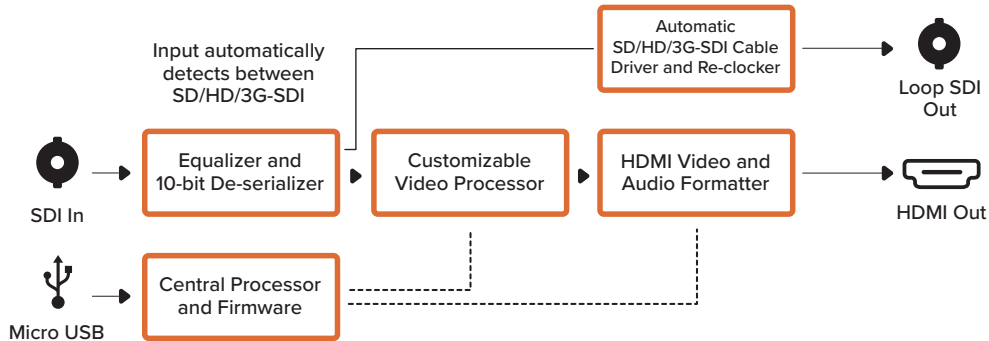 Input automatically
detects between
SD/HD/3G-SDI
Automatic
SD/HD/3G-SDI Cable
Driver and Re-clocker
Loop SDI
Out
SDI In
Equalizer and
10-bit De-serializer
Customizable
Video Processor
HDMI Video and
Audio Formatter
HDMI Out
Micro USB
Central Processor
and Firmware